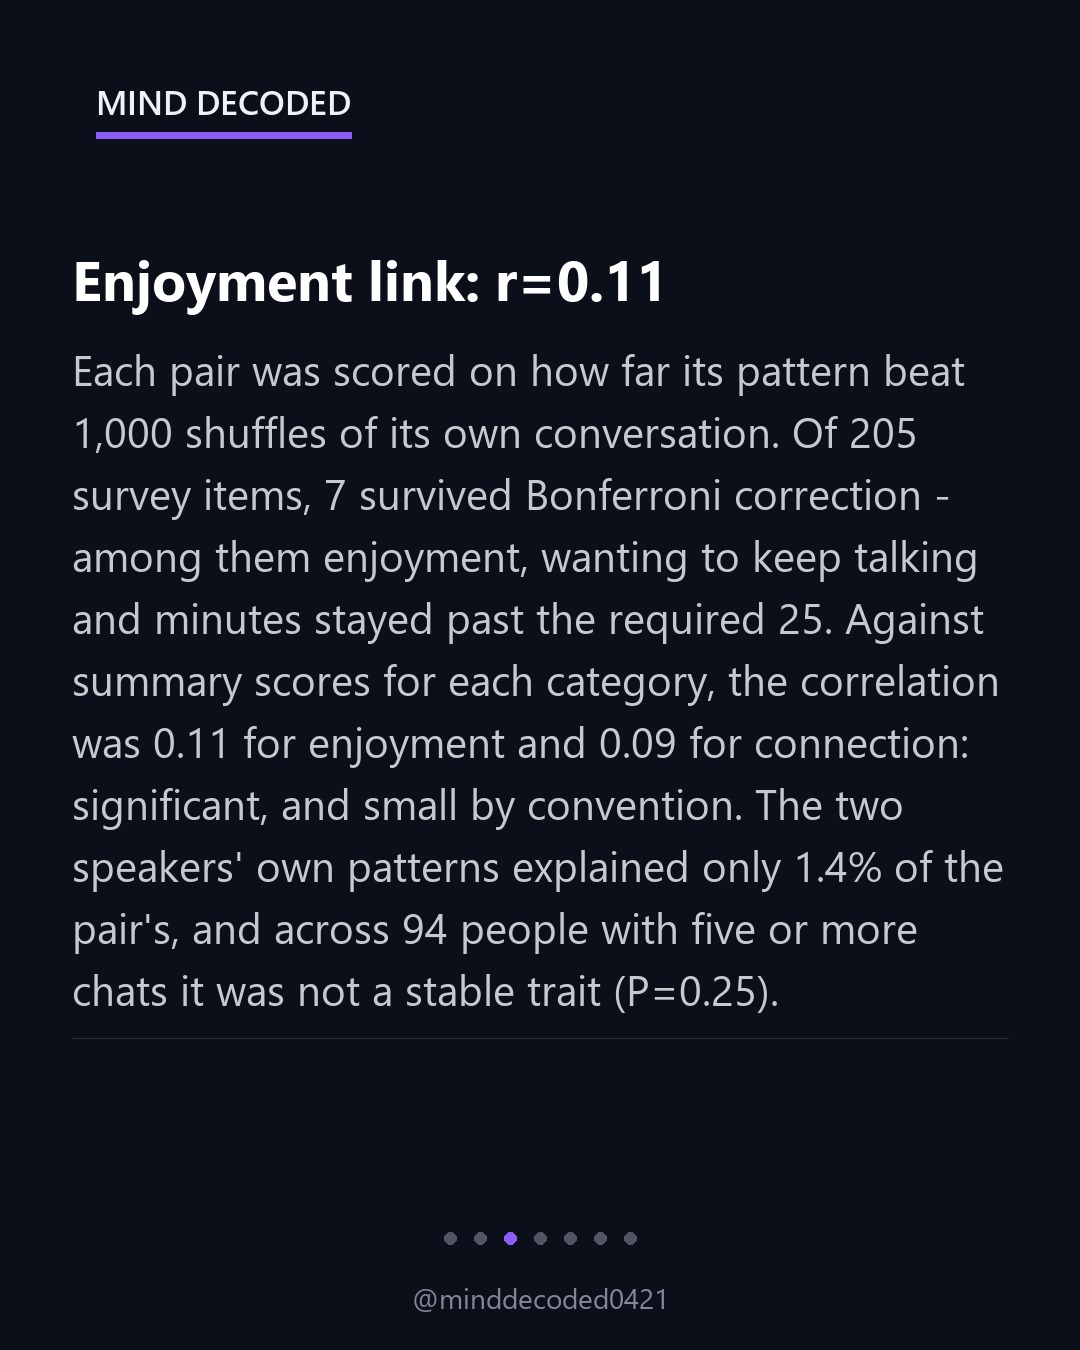 MIND DECODED
Enjoyment link: r=0.11
Each pair was scored on how far its pattern beat
1,000 shuffles of its own conversation. Of 205
survey items, 7 survived Bonferroni correction -
among them enjoyment, wanting to keep talking
and minutes stayed past the required 25. Against
summary scores for each category, the correlation
was 0.11 for enjoyment and 0.09 for connection:
significant, and small by convention. The two
speakers' own patterns explained only 1.4% of the
pair's, and across 94 people with five or more
chats it was not a stable trait (P=0.25).
@minddecoded0421